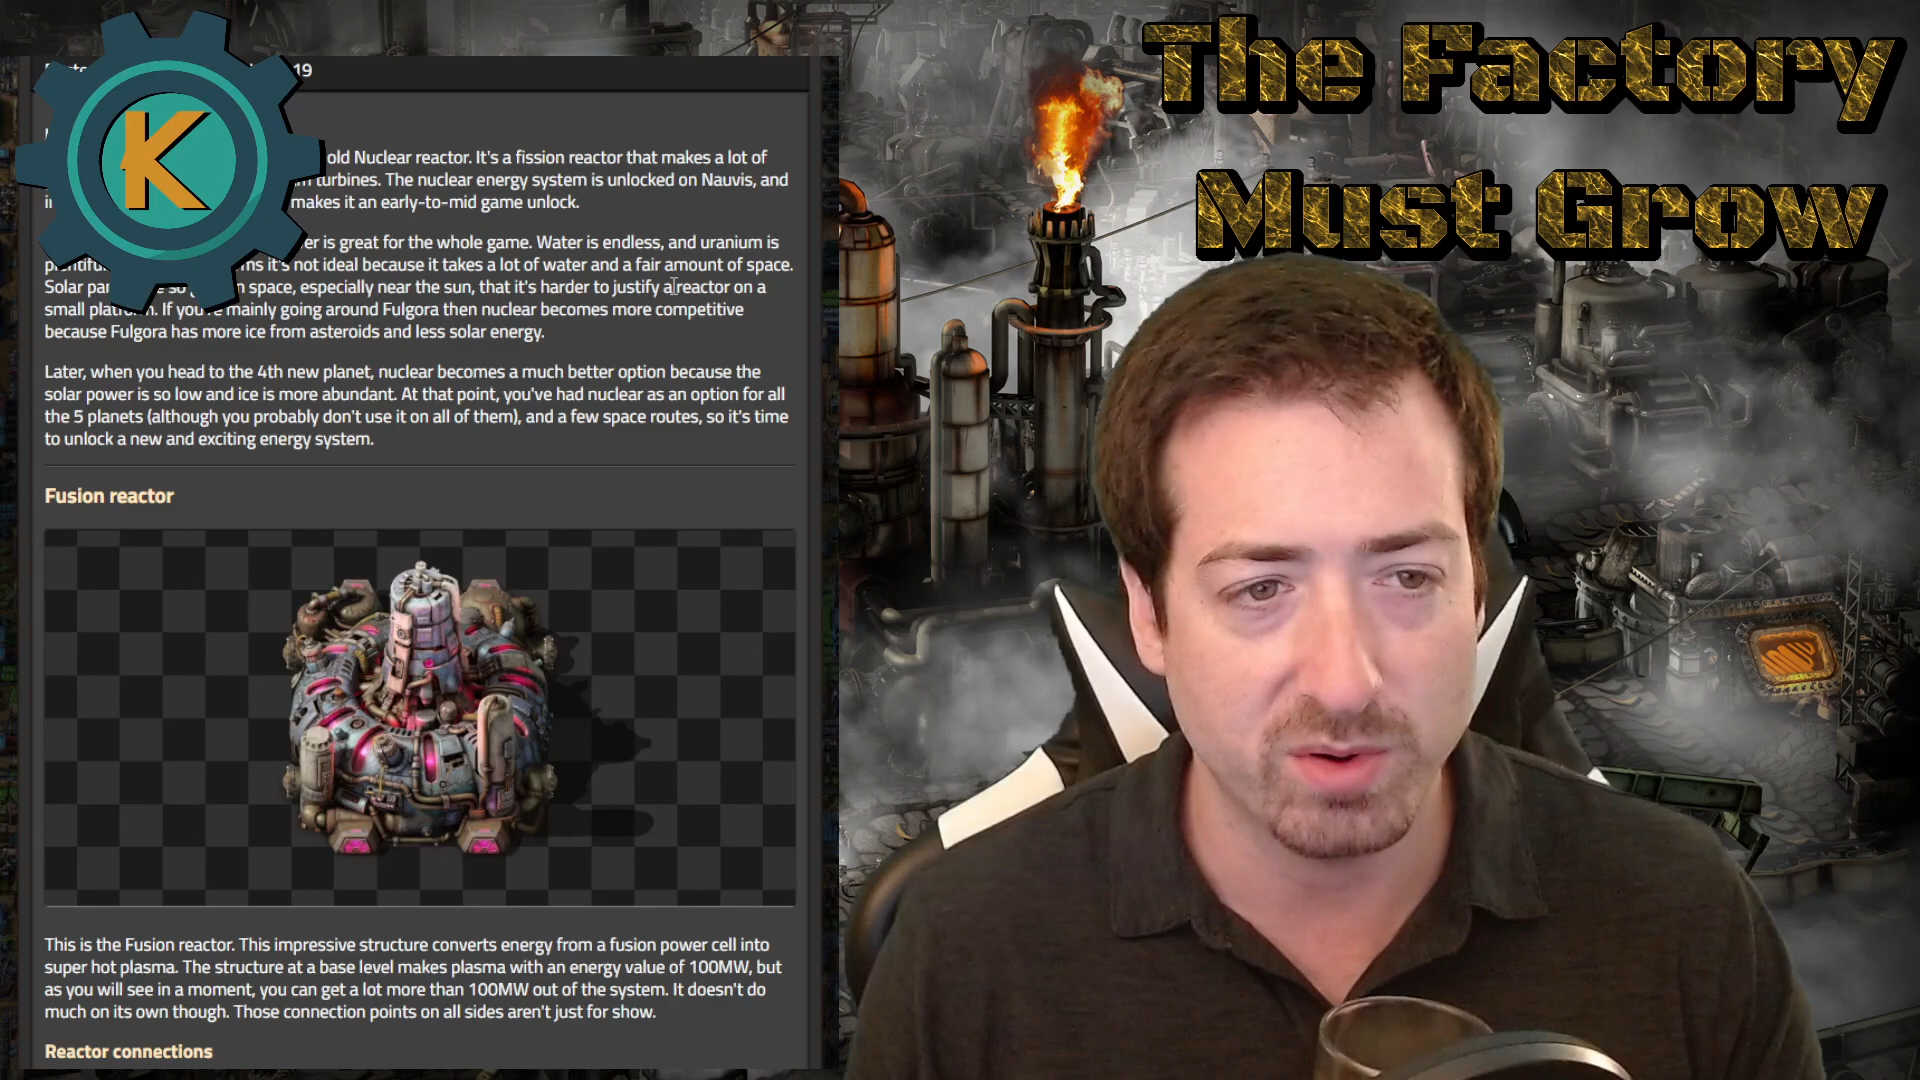 The Factory
Must Grow
K
19
old Nuclear reactor. It's a fission reactor that makes a lot of
turbines. The nuclear energy system is unlocked on Nauvis, and
makes it an early-to-mid game unlock.
er is great for the whole game. Water is endless, and uranium is
it's not ideal because it takes a lot of water and a fair amount of space.
Solar space, especially near the sun, that it's harder to justify a reactor on a
small mainly going around Fulgora then nuclear becomes more competitive
because Fulgora has more ice from asteroids and less solar energy.
Later, when you head to the 4th new planet, nuclear becomes a much better option because the
solar power is so low and ice is more abundant. At that point, you've had nuclear as an option for all
the 5 planets (although you probably don't use it on all of them), and a few space routes, so it's time
to unlock a new and exciting energy system.
Fusion reactor
This is the Fusion reactor. This impressive structure converts energy from a fusion power cell into
super hot plasma. The structure at a base level makes plasma with an energy value of 100MW, but
as you will see in a moment, you can get a lot more than 100MW out of the system. It doesn't do
much on its own though. Those connection points on all sides aren't just for show.
Reactor connections